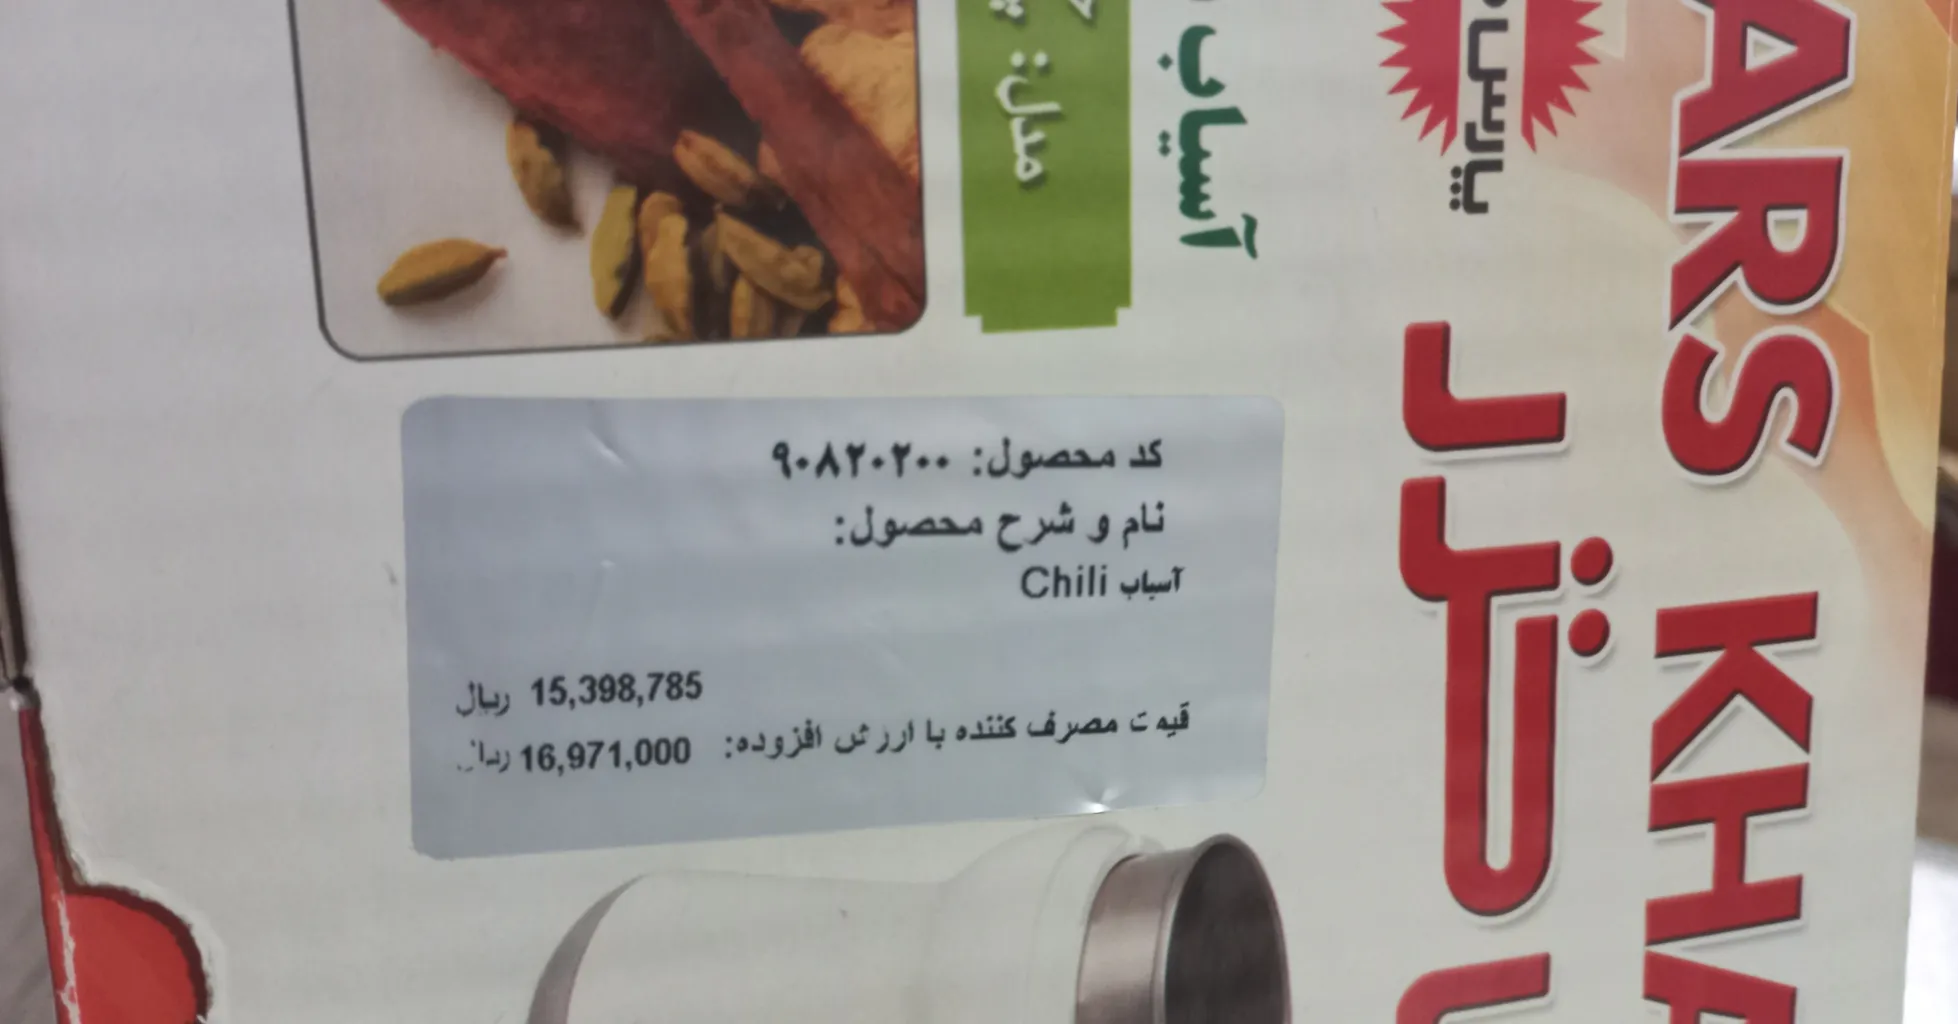 کد محصول: ۹۰۸۲۰۲۰۰
نام و شرح محصول:
آسیاب Chili
15,398,785 ریال
قیمت مصرف کننده با ارزش افزوده: 16,971,000 ریال
آسیاب
مدل:
پارس
ARS KHA